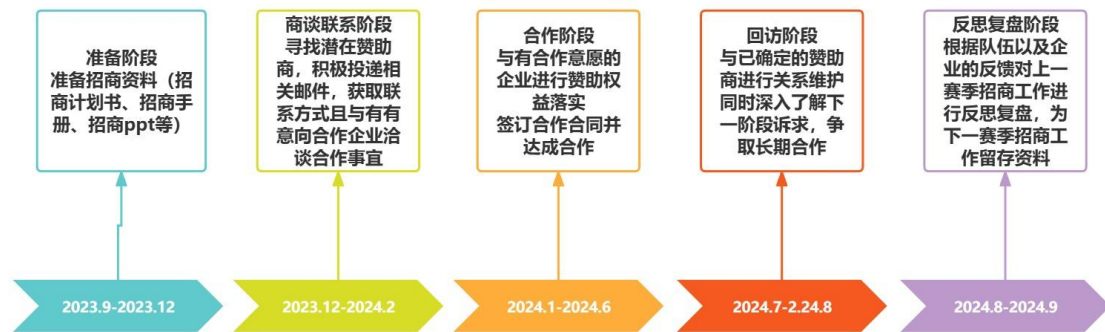 准备阶段
准备招商资料（招
商计划书、招商手
册、招商ppt等）
商谈联系阶段
寻找潜在赞助
商，积极投递相
关邮件，获取联
系方式且与有有
意向合作企业洽
谈合作事宜
合作阶段
与有合作意愿的
企业进行赞助权
益落实
签订合作合同并
达成合作
回访阶段
与已确定的赞助
商进行关系维护
同时深入了解下
一阶段诉求，争
取长期合作
反思复盘阶段
根据队伍以及企
业的反馈对上一
赛季招商工作进
行反思复盘，为
下一赛季招商工
作留存资料
2023.9-2023.12
2023.12-2024.2
2024.1-2024.6
2024.7-2.24.8
2024.8-2024.9